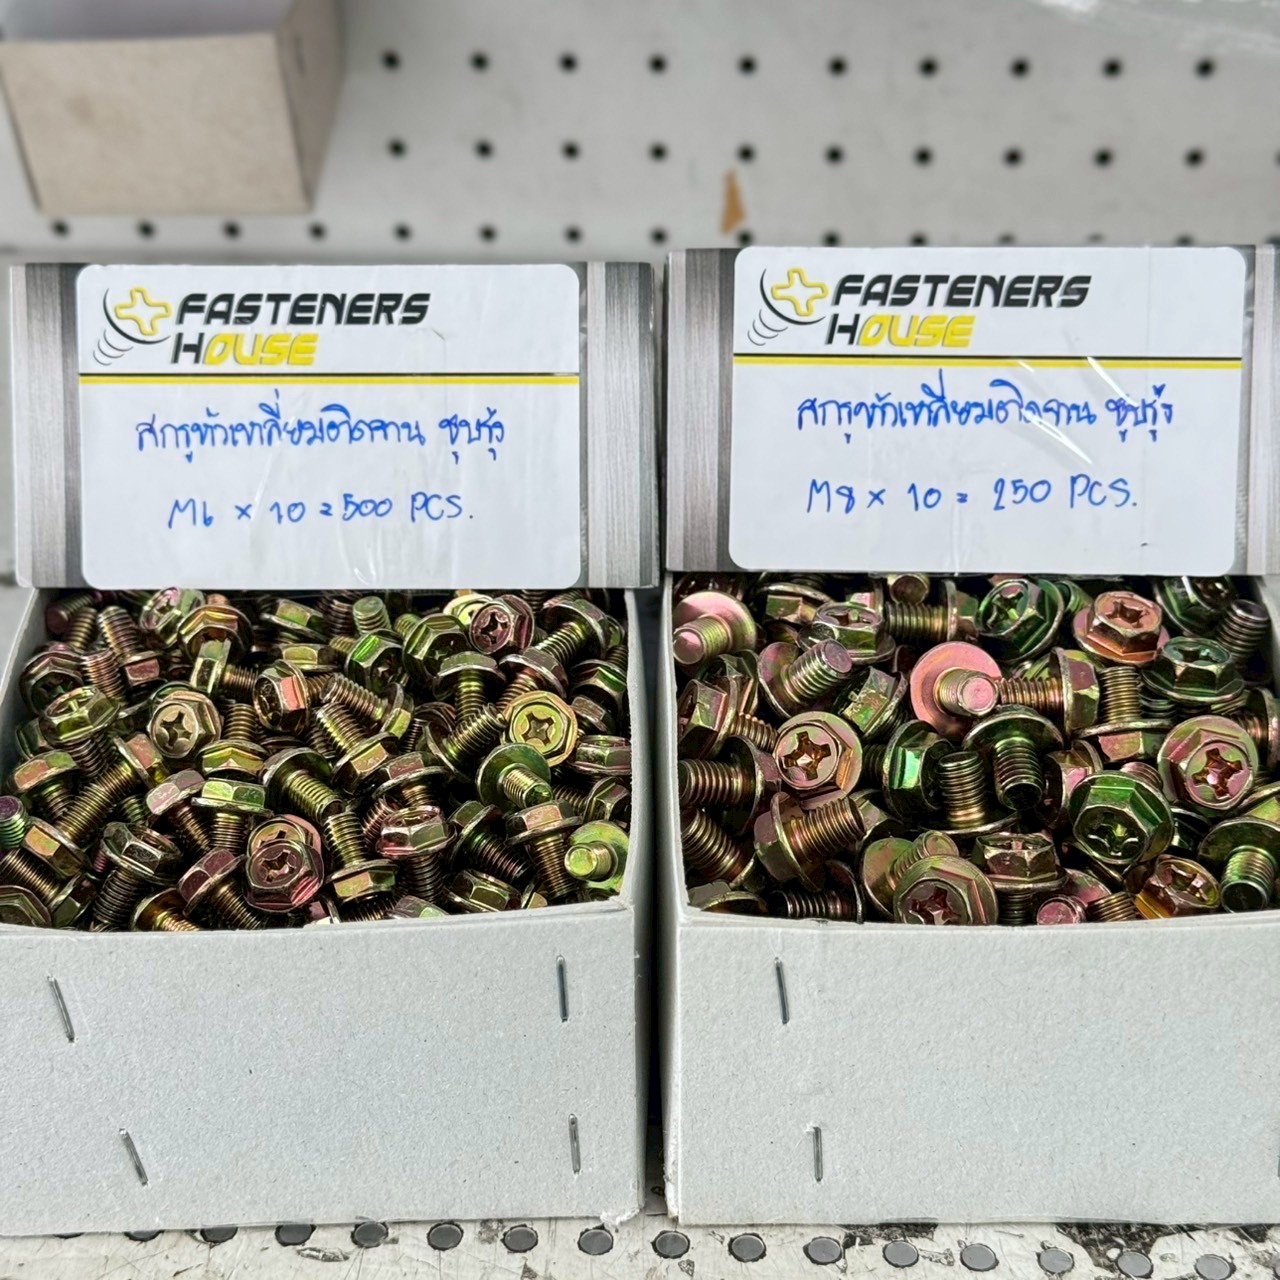 FASTENERS
HOUSE
สกรูหัวเหลี่ยมติดจาน ชุบรุ้ง
M6 x 10 = 500 PCS.
FASTENERS
HOUSE
สกรูหัวเหลี่ยมติดจาน ชุบรุ้ง
M8 x 10 = 250 PCS.